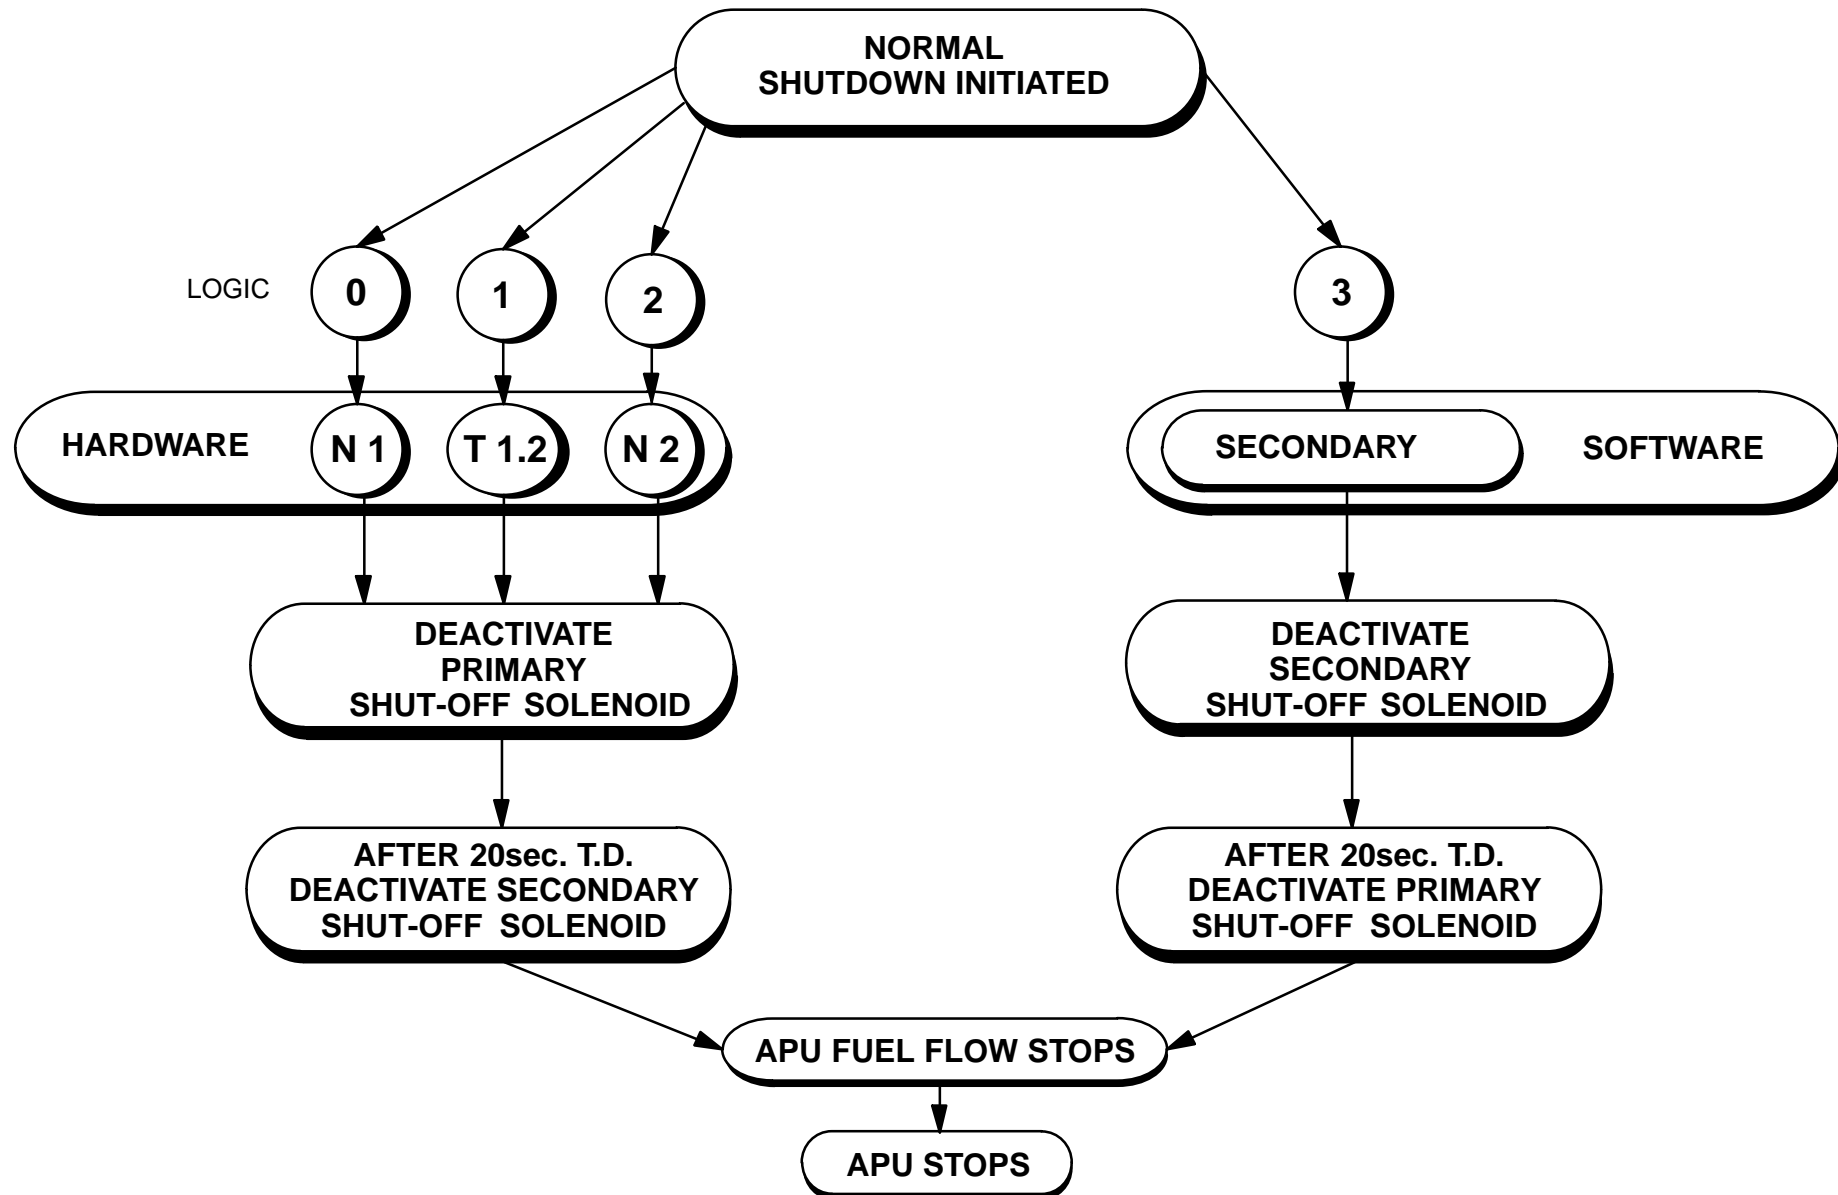 NORMAL
SHUTDOWN INITIATED
LOGIC
0
1
2
3
HARDWARE
N 1
T 1.2
N 2
SECONDARY
SOFTWARE
DEACTIVATE
PRIMARY
SHUT-OFF SOLENOID
DEACTIVATE
SECONDARY
SHUT-OFF SOLENOID
AFTER 20sec. T.D.
DEACTIVATE SECONDARY
SHUT-OFF SOLENOID
AFTER 20sec. T.D.
DEACTIVATE PRIMARY
SHUT-OFF SOLENOID
APU FUEL FLOW STOPS
APU STOPS